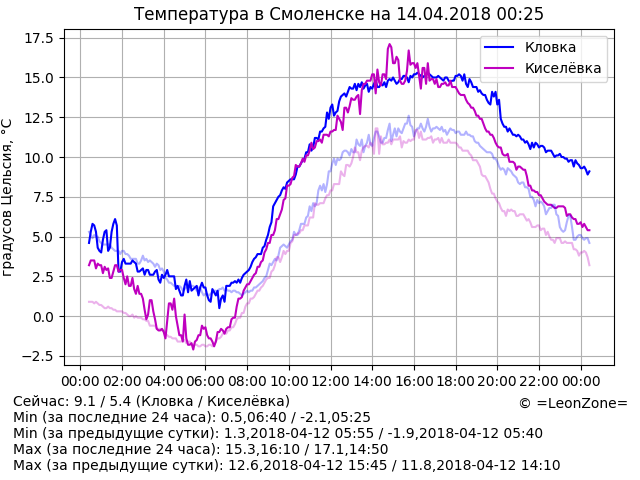 Температура в Смоленске на 14.04.2018 00:25
17.5
15.0
12.5
10.0
7.5
5.0
2.5
0.0
−2.5
градусов Цельсия, °C
Кловка
Киселёвка
00:00 02:00 04:00 06:00 08:00 10:00 12:00 14:00 16:00 18:00 20:00 22:00 00:00
Сейчас: 9.1 / 5.4 (Кловка / Киселёвка)
© =LeonZone=
Min (за последние 24 часа): 0.5,06:40 / -2.1,05:25
Min (за предыдущие сутки): 1.3,2018-04-12 05:55 / -1.9,2018-04-12 05:40
Max (за последние 24 часа): 15.3,16:10 / 17.1,14:50
Max (за предыдущие сутки): 12.6,2018-04-12 15:45 / 11.8,2018-04-12 14:10